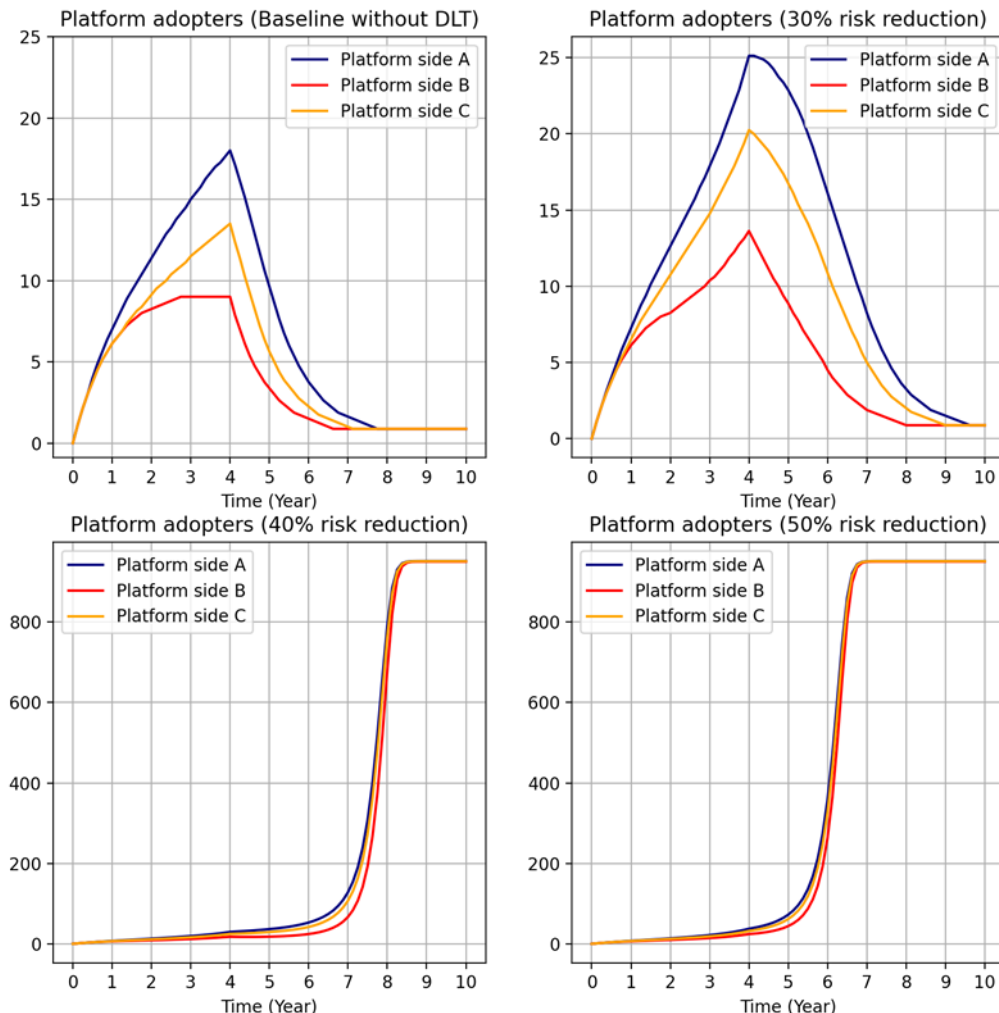 Platform adopters (Baseline without DLT)
25
20
15
10
5
0
Platform side A
Platform side B
Platform side C
0 1 2 3 4 5 6 7 8 9 10
Time (Year)
Platform adopters (30% risk reduction)
25
20
15
10
5
0
Platform side A
Platform side B
Platform side C
0 1 2 3 4 5 6 7 8 9 10
Time (Year)
Platform adopters (40% risk reduction)
Platform side A
Platform side B
Platform side C
800
600
400
200
0
0 1 2 3 4 5 6 7 8 9 10
Time (Year)
Platform adopters (50% risk reduction)
Platform side A
Platform side B
Platform side C
800
600
400
200
0
0 1 2 3 4 5 6 7 8 9 10
Time (Year)